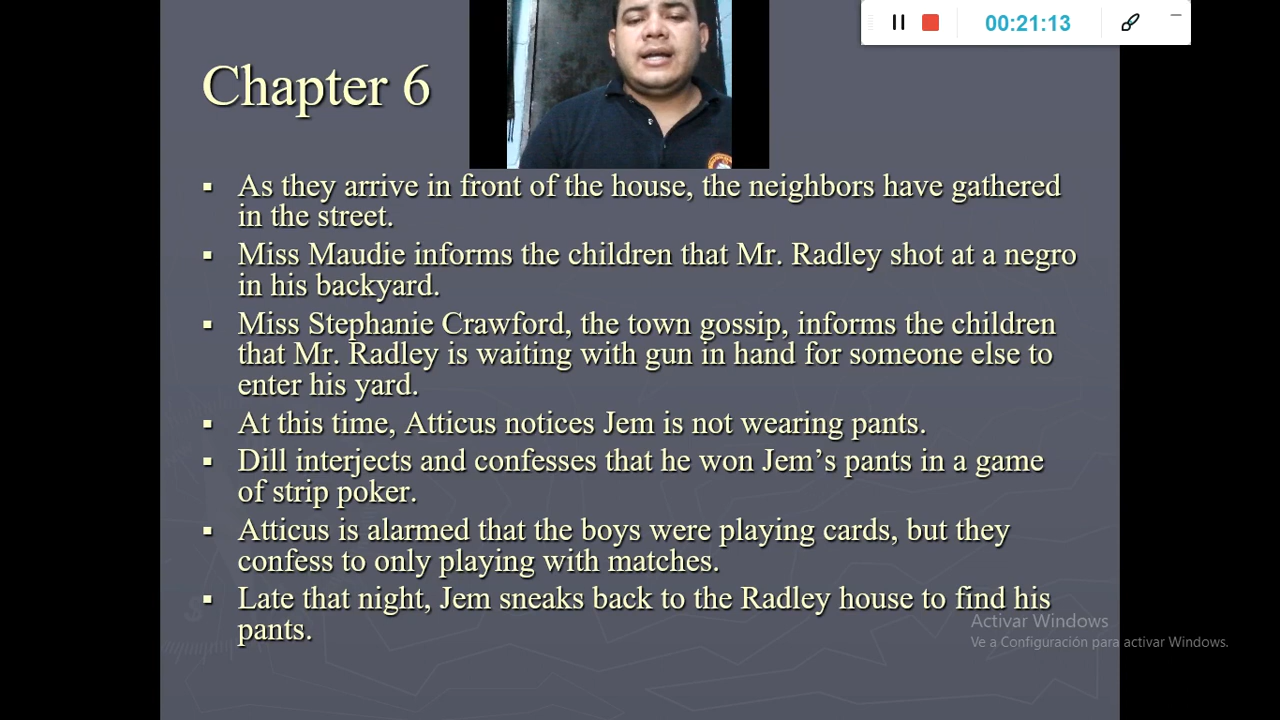 00:21:13
Chapter 6
▪ As they arrive in front of the house, the neighbors have gathered
in the street.
▪ Miss Maudie informs the children that Mr. Radley shot at a negro
in his backyard.
▪ Miss Stephanie Crawford, the town gossip, informs the children
that Mr. Radley is waiting with gun in hand for someone else to
enter his yard.
▪ At this time, Atticus notices Jem is not wearing pants.
▪ Dill interjects and confesses that he won Jem’s pants in a game
of strip poker.
▪ Atticus is alarmed that the boys were playing cards, but they
confess to only playing with matches.
▪ Late that night, Jem sneaks back to the Radley house to find his
pants.
Activar Windows
Ve a Configuración para activar Windows.